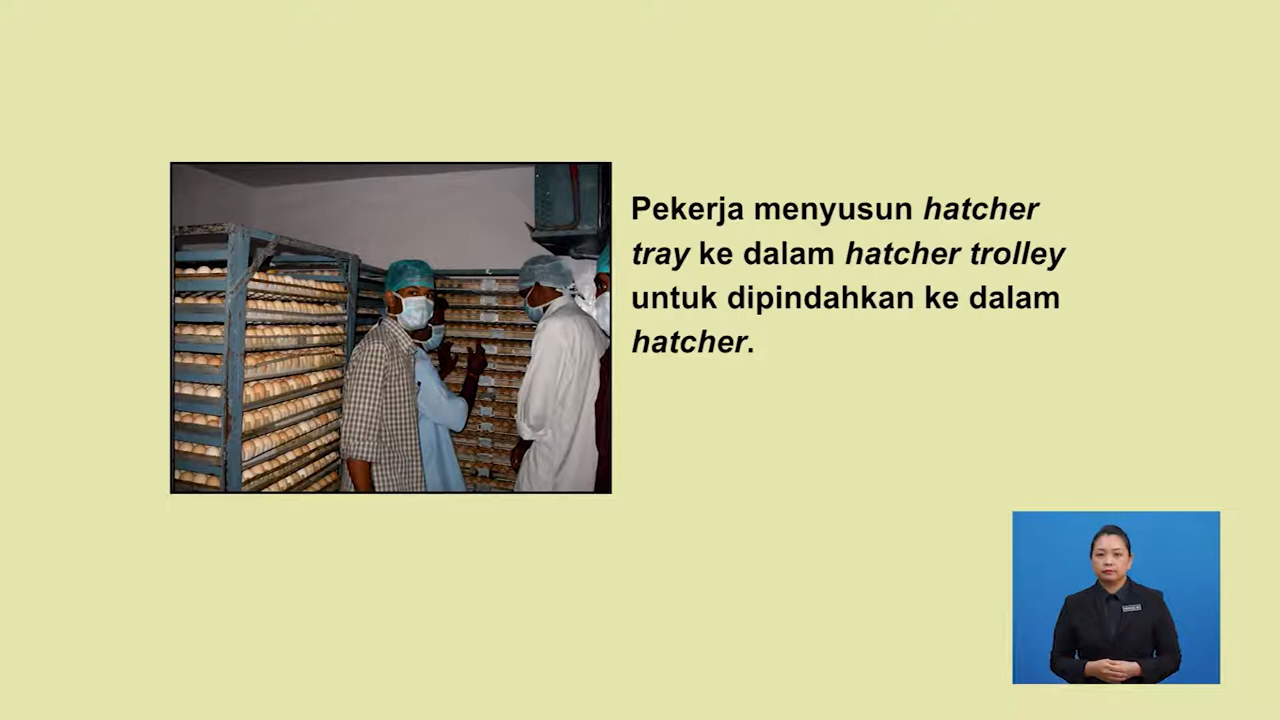 Pekerja menyusun hatcher
tray ke dalam hatcher trolley
untuk dipindahkan ke dalam
hatcher.